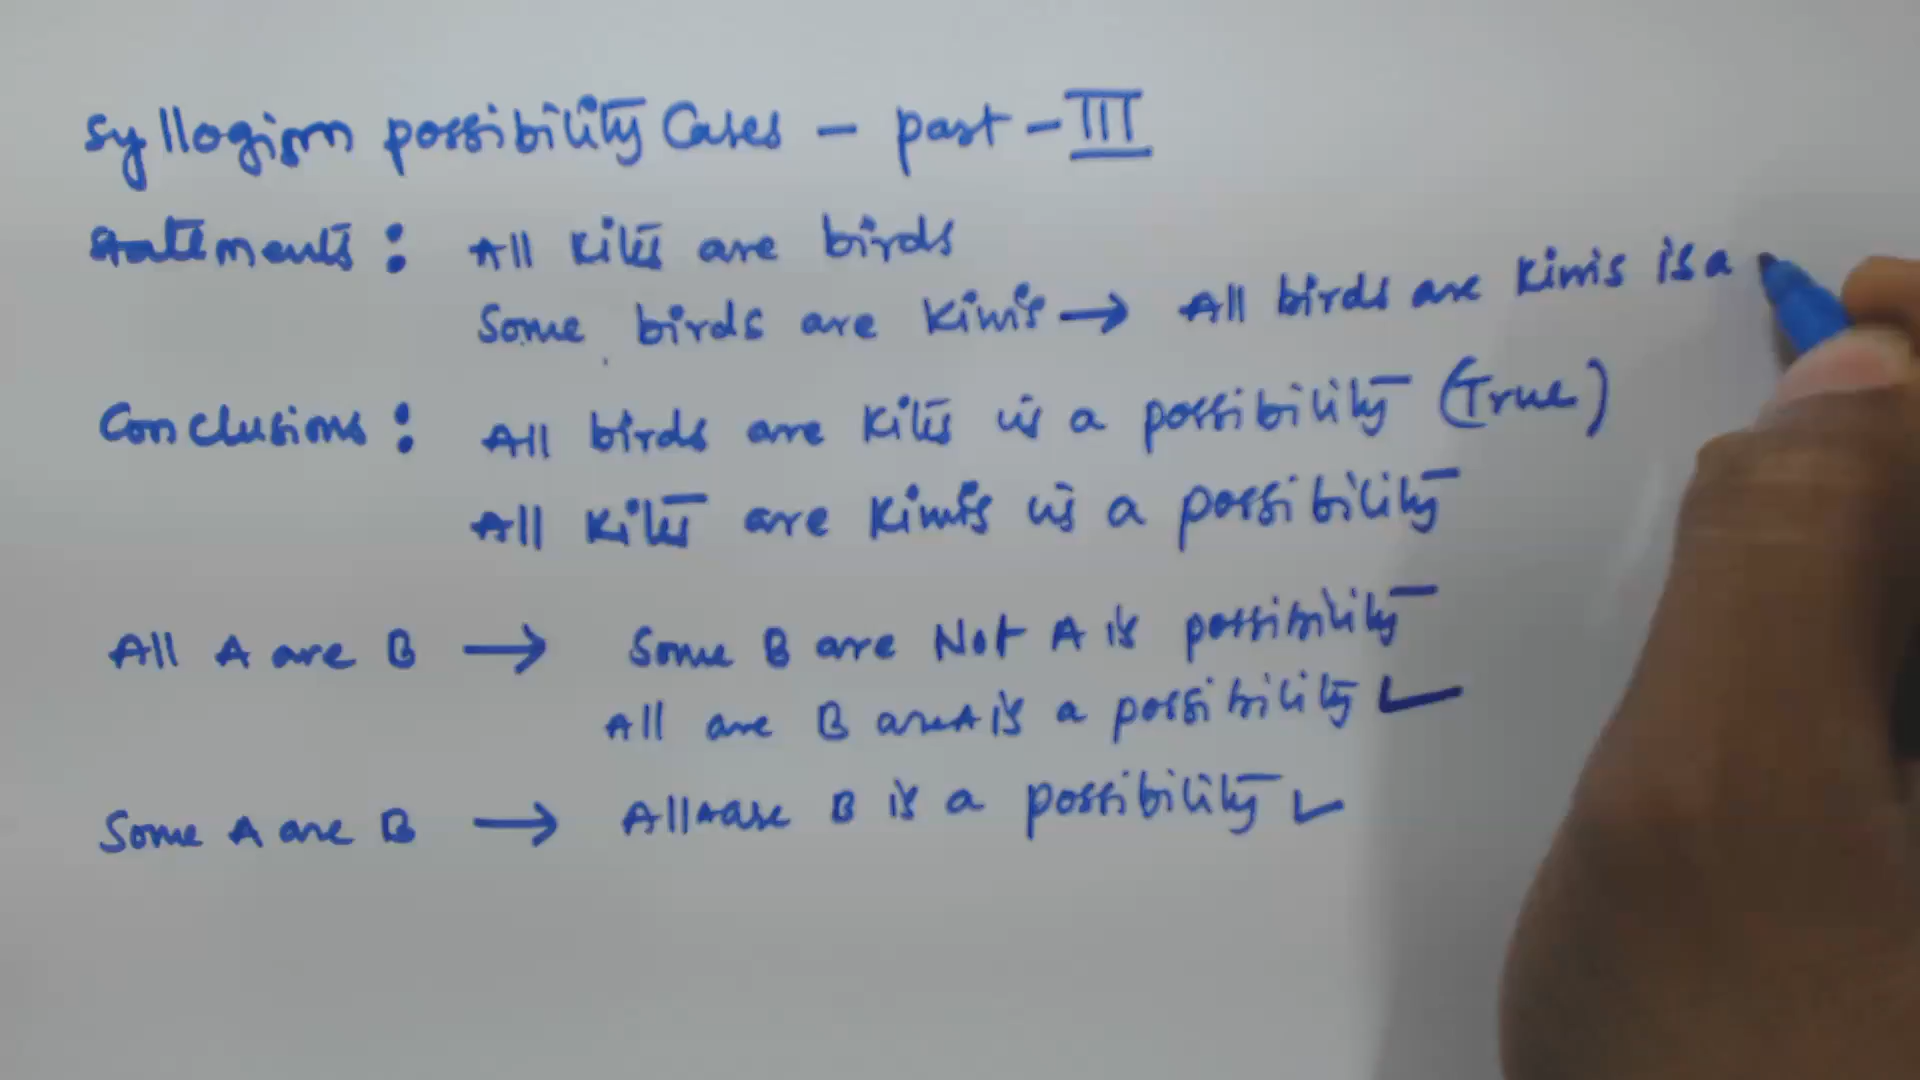 Syllogism possibility Cases - part - III
Statements : All Kites are birds
Some birds are Kiwis → All birds are Kiwis is a
Conclusions : All birds are Kites is a possibility (True)
All Kites are Kiwis is a possibility
All A are B → Some B are Not A is possibility
All are B are A is a possibility ✓
Some A are B → All A are B is a possibility ✓